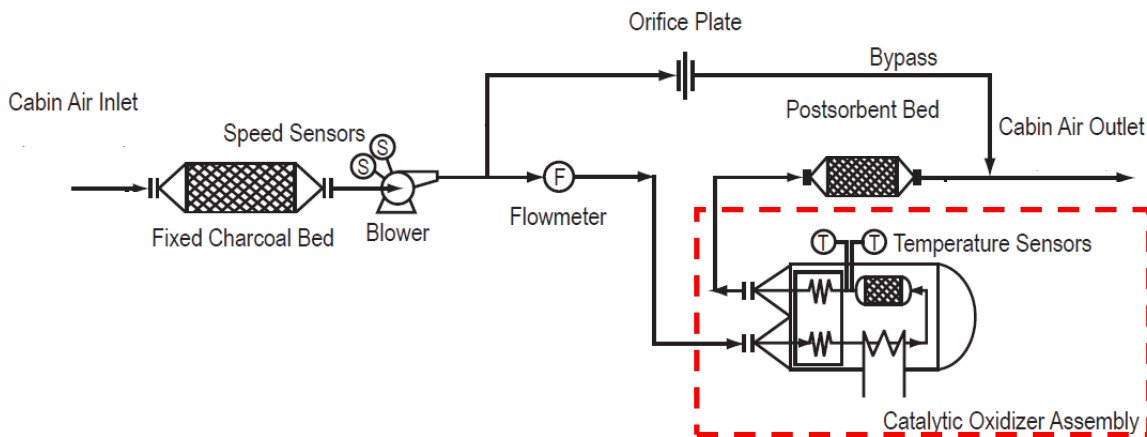 Orifice Plate
Bypass
Cabin Air Inlet
Postsorbent Bed
Speed Sensors
Cabin Air Outlet
S
S
F
Flowmeter
Fixed Charcoal Bed
Blower
T
T
Temperature Sensors
Catalytic Oxidizer Assembly